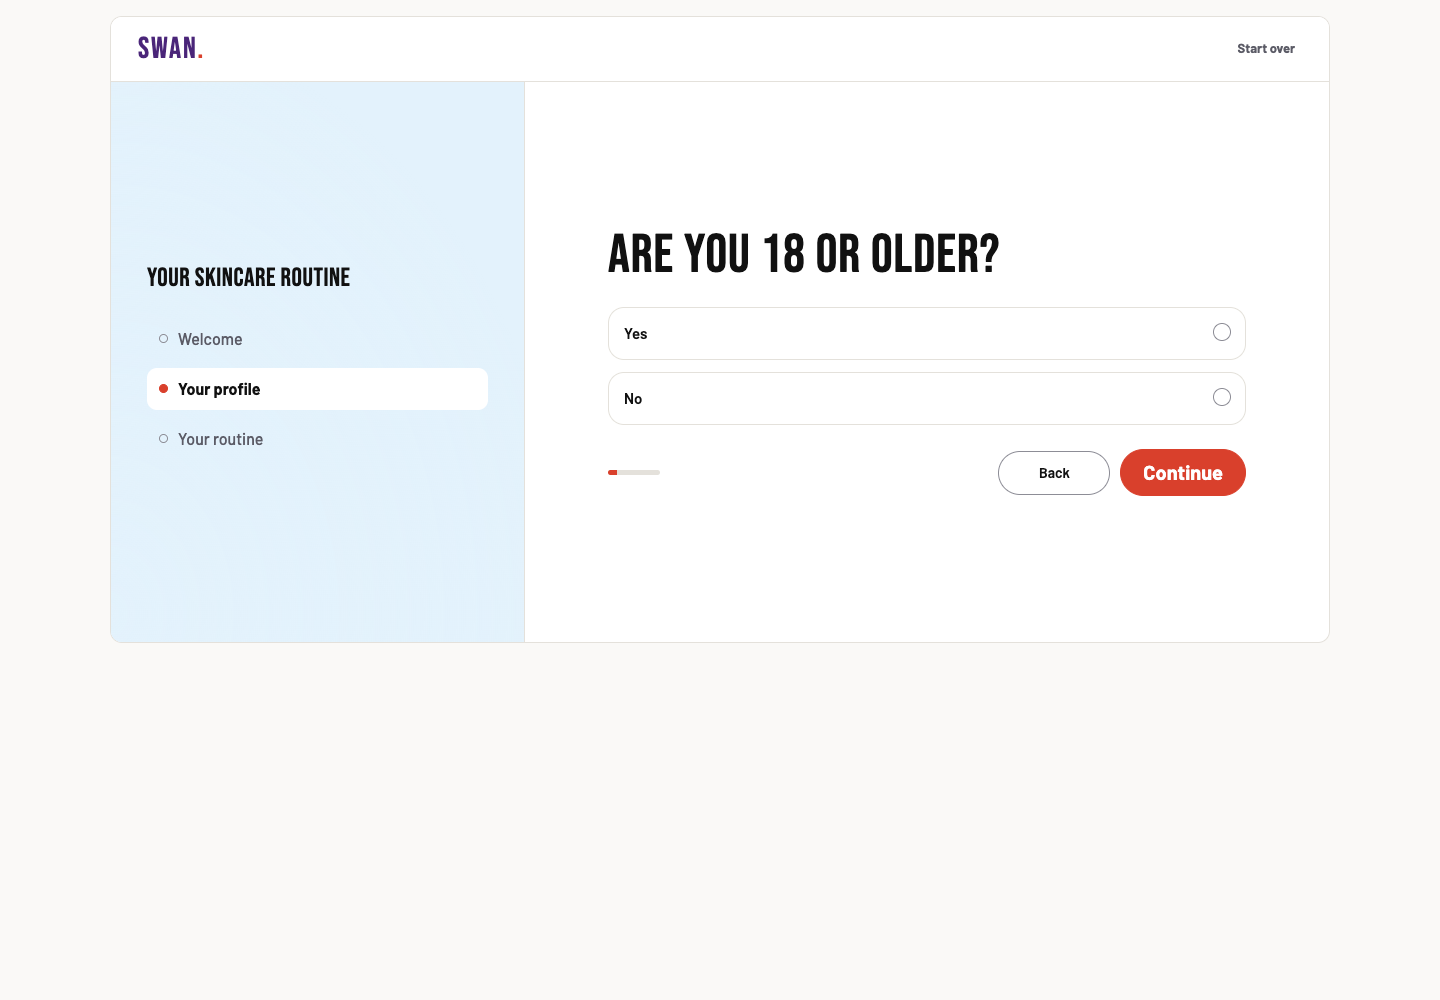 SWAN.
Start over
YOUR SKINCARE ROUTINE
Welcome
Your profile
Your routine
ARE YOU 18 OR OLDER?
Yes
No
Back
Continue